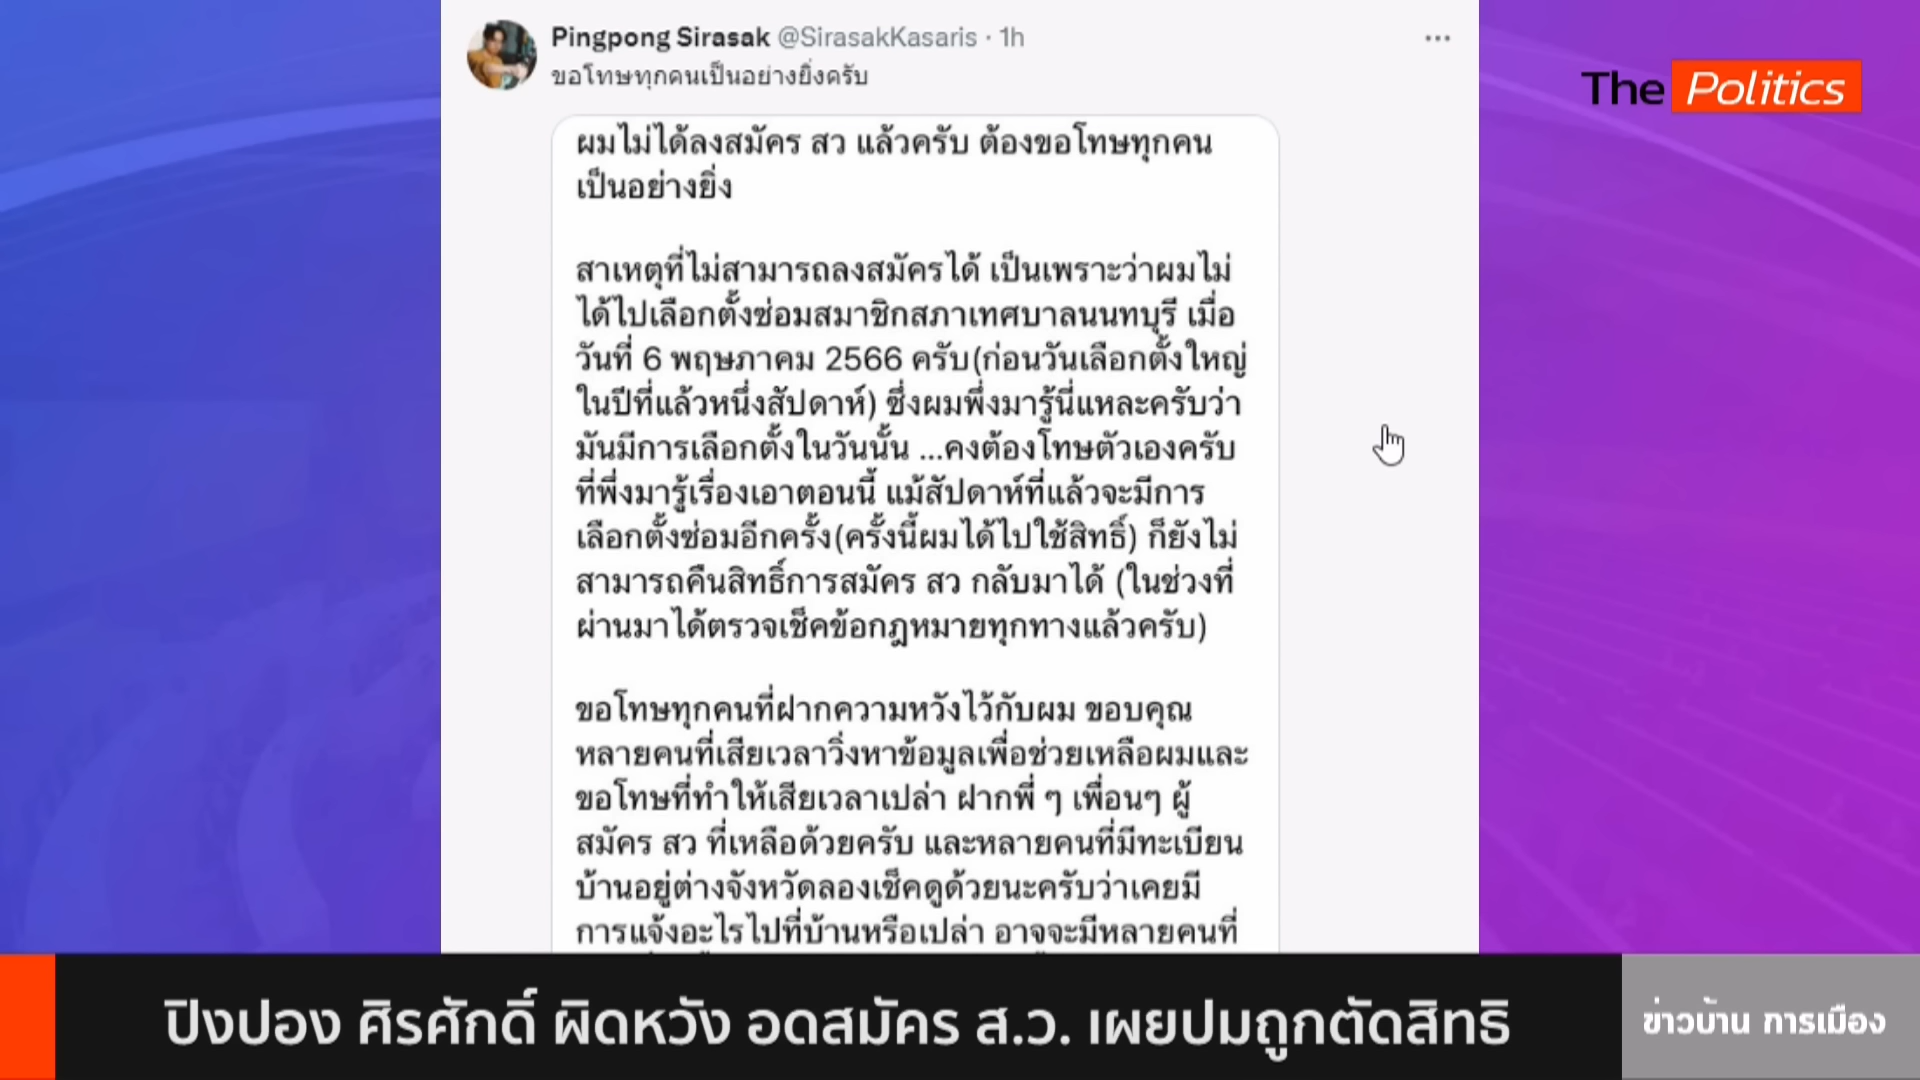 Pingpong Sirasak @SirasakKasaris · 1h
ขอโทษทุกคนเป็นอย่างยิ่งครับ
The Politics
ผมไม่ได้ลงสมัคร สว แล้วครับ ต้องขอโทษทุกคน
เป็นอย่างยิ่ง
สาเหตุที่ไม่สามารถลงสมัครได้ เป็นเพราะว่าผมไม่
ได้ไปเลือกตั้งซ่อมสมาชิกสภาเทศบาลนนทบุรี เมื่อ
วันที่ 6 พฤษภาคม 2566 ครับ(ก่อนวันเลือกตั้งใหญ่
ในปีที่แล้วหนึ่งสัปดาห์) ซึ่งผมพึ่งมารู้นี่แหละครับว่า
มันมีการเลือกตั้งในวันนั้น ...คงต้องโทษตัวเองครับ
ที่พึ่งมารู้เรื่องเอาตอนนี้ แม้สัปดาห์ที่แล้วจะมีการ
เลือกตั้งซ่อมอีกครั้ง(ครั้งนี้ผมได้ไปใช้สิทธิ์) ก็ยังไม่
สามารถคืนสิทธิ์การสมัคร สว กลับมาได้ (ในช่วงที่
ผ่านมาได้ตรวจเช็คข้อกฎหมายทุกทางแล้วครับ)
ขอโทษทุกคนที่ฝากความหวังไว้กับผม ขอบคุณ
หลายคนที่เสียเวลาวิ่งหาข้อมูลเพื่อช่วยเหลือผมและ
ขอโทษที่ทำให้เสียเวลาเปล่า ฝากพี่ ๆ เพื่อนๆ ผู้
สมัคร สว ที่เหลือด้วยครับ และหลายคนที่มีทะเบียน
บ้านอยู่ต่างจังหวัดลองเช็คดูด้วยนะครับว่าเคยมี
การแจ้งอะไรไปที่บ้านหรือเปล่า อาจจะมีหลายคนที่
ปิงปอง ศิรศักดิ์ ผิดหวัง อดสมัคร ส.ว. เผยปมถูกตัดสิทธิ
ข่าวบ้าน การเมือง